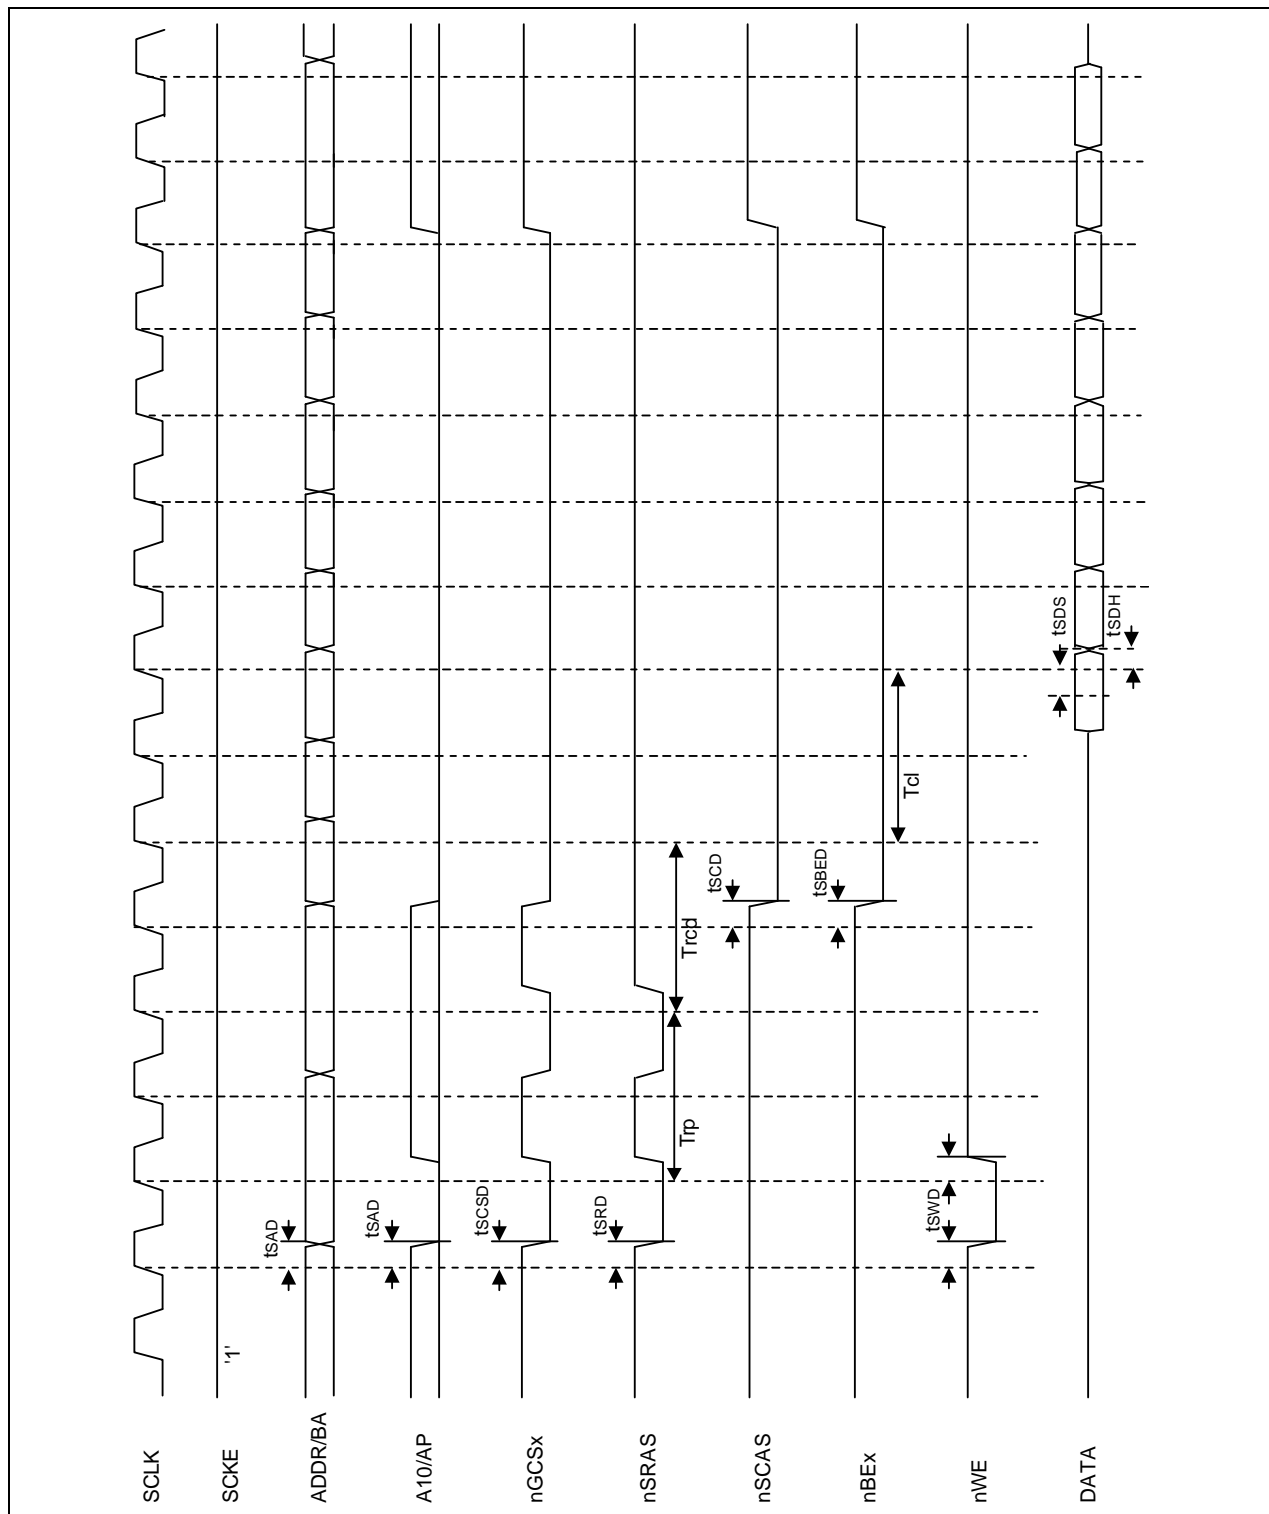 SCLK
SCKE
'1'
ADDR/BA
tSAD
A10/AP
tSAD
nGCSx
tSCSD
nSRAS
tSRD
Trp
Trcd
nSCAS
tSCD
nBEx
tSBED
Tcl
nWE
tSWD
DATA
tSDS
tSDH